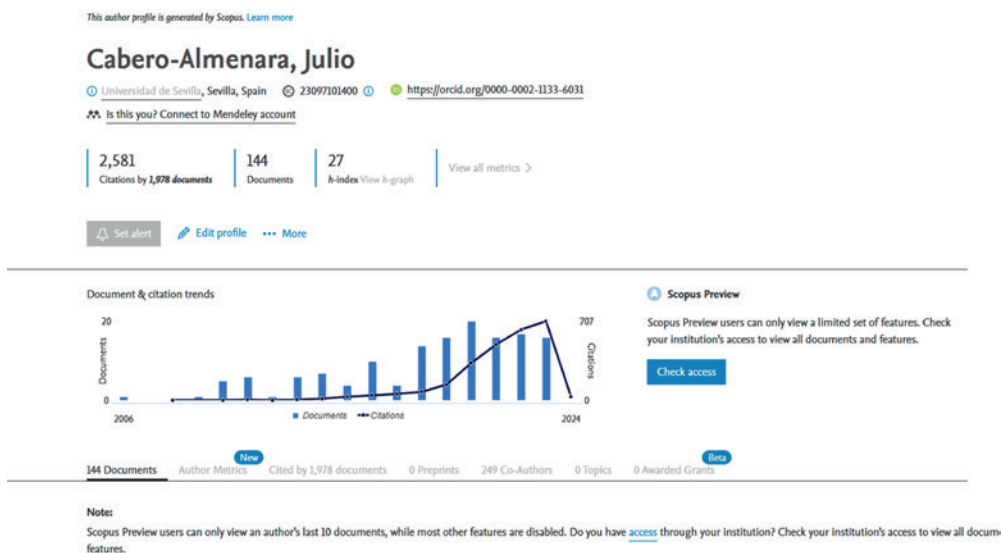 This author profile is generated by Scopus. Learn more
Cabero-Almenara, Julio
Universidad de Sevilla, Sevilla, Spain SC 23097101400 https://orcid.org/0000-0002-1133-6031
Is this you? Connect to Mendeley account
2,581 144 27 View all metrics >
Citations by 1,978 documents Documents h-index View h-graph
Set alert Edit profile ••• More
Document & citation trends
20 707
Documents Citations
0 0
2006 Documents Citations 2024
Scopus Preview
Scopus Preview users can only view a limited set of features. Check
your institution's access to view all documents and features.
Check access
New Beta
144 Documents Author Metrics Cited by 1,978 documents 0 Preprints 249 Co-Authors 0 Topics 0 Awarded Grants
Note:
Scopus Preview users can only view an author's last 10 documents, while most other features are disabled. Do you have access through your institution? Check your institution's access to view all docum
features.